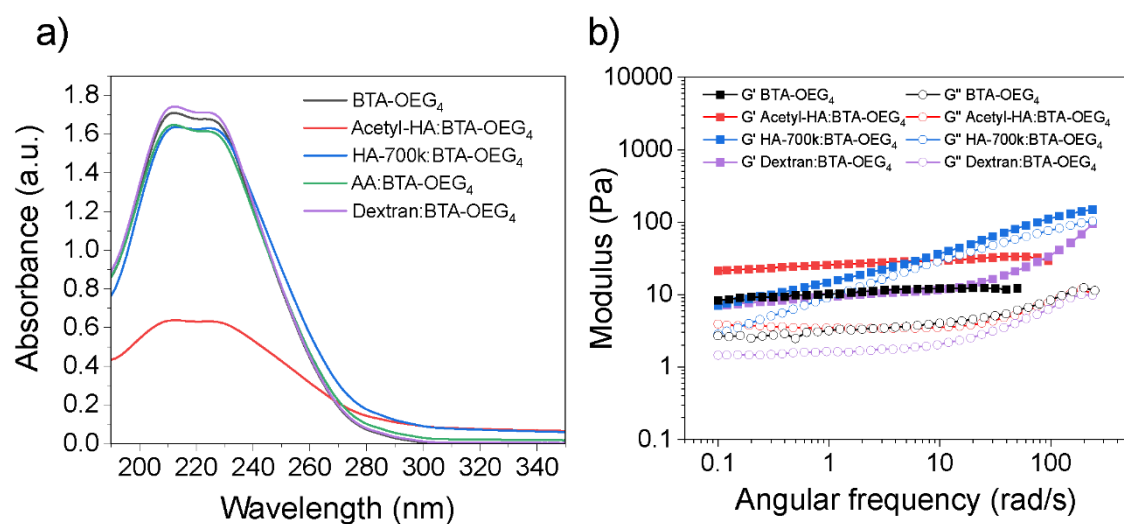 a)
1.8
1.6
1.4
1.2
1.0
0.8
0.6
0.4
0.2
0.0
Absorbance (a.u.)
BTA-OEG₄
Acetyl-HA:BTA-OEG₄
HA-700k:BTA-OEG₄
AA:BTA-OEG₄
Dextran:BTA-OEG₄
200 220 240 260 280 300 320 340
Wavelength (nm)
b)
10000
1000
100
10
1
0.1
Modulus (Pa)
G' BTA-OEG₄ G" BTA-OEG₄
G' Acetyl-HA:BTA-OEG₄ G" Acetyl-HA:BTA-OEG₄
G' HA-700k:BTA-OEG₄ G" HA-700k:BTA-OEG₄
G' Dextran:BTA-OEG₄ G" Dextran:BTA-OEG₄
0.1 1 10 100
Angular frequency (rad/s)